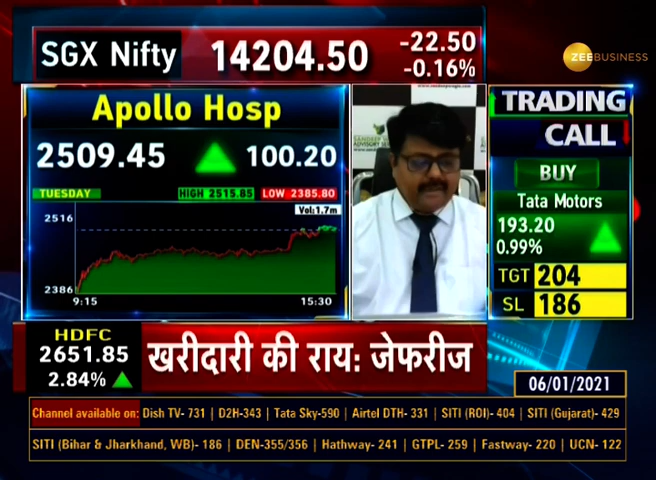 SGX Nifty 14204.50 -22.50
-0.16%
ZEE BUSINESS
Apollo Hosp
2509.45 100.20
TUESDAY HIGH 2515.85 LOW 2385.80
Vol:1.7m
2516
2386
9:15 15:30
TRADING
CALL
BUY
Tata Motors
193.20
0.99%
TGT 204
SL 186
HDFC
2651.85
2.84%
खरीदारी की राय: जेफरीज
06/01/2021
Channel available on: Dish TV- 731 | D2H-343 | Tata Sky-590 | Airtel DTH- 331 | SITI (ROI)- 404 | SITI (Gujarat)- 429
SITI (Bihar & Jharkhand, WB)- 186 | DEN-355/356 | Hathway- 241 | GTPL- 259 | Fastway- 220 | UCN- 122